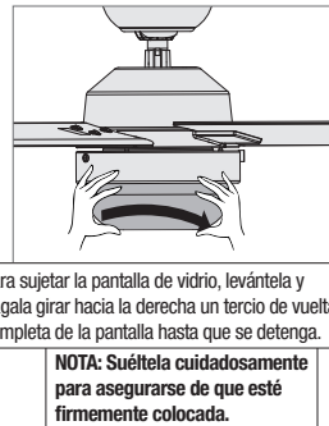 ra sujetar la pantalla de vidrio, levántela y
gala girar hacia la derecha un tercio de vuelta
mpleta de la pantalla hasta que se detenga.
NOTA: Suéltela cuidadosamente
para asegurarse de que esté
firmemente colocada.